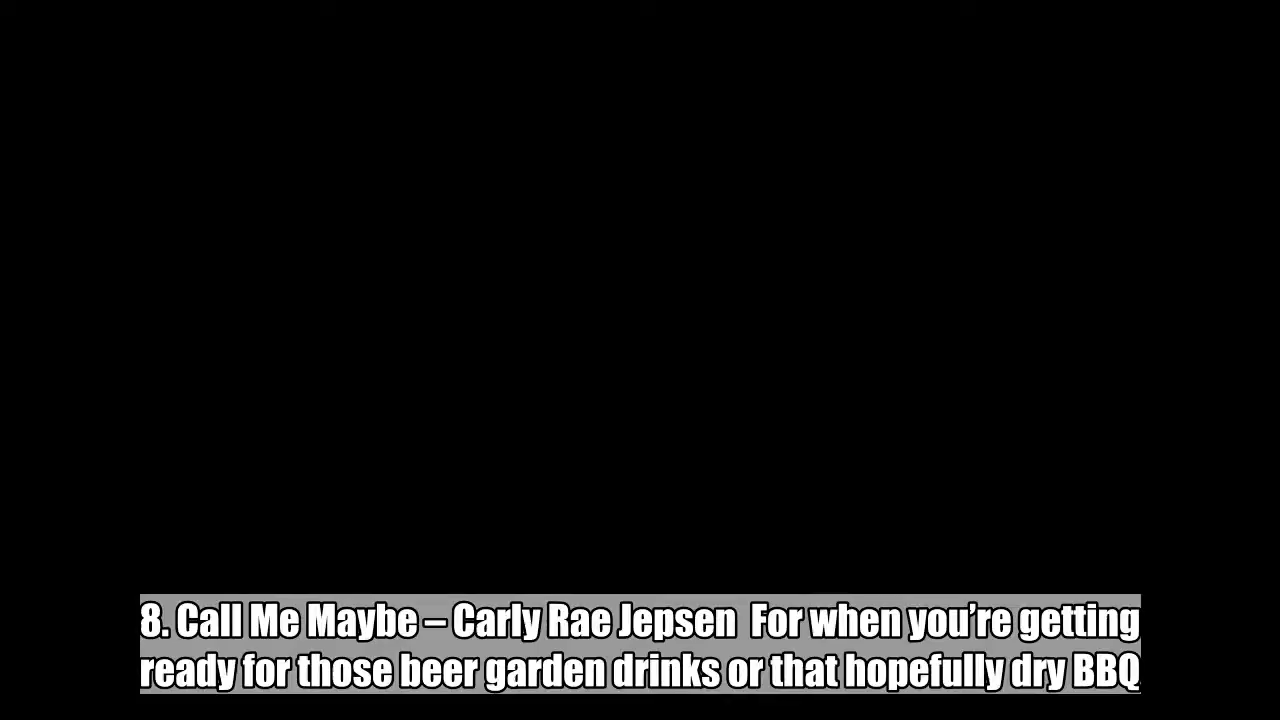 8. Call Me Maybe – Carly Rae Jepsen  For when you’re getting
ready for those beer garden drinks or that hopefully dry BBQ